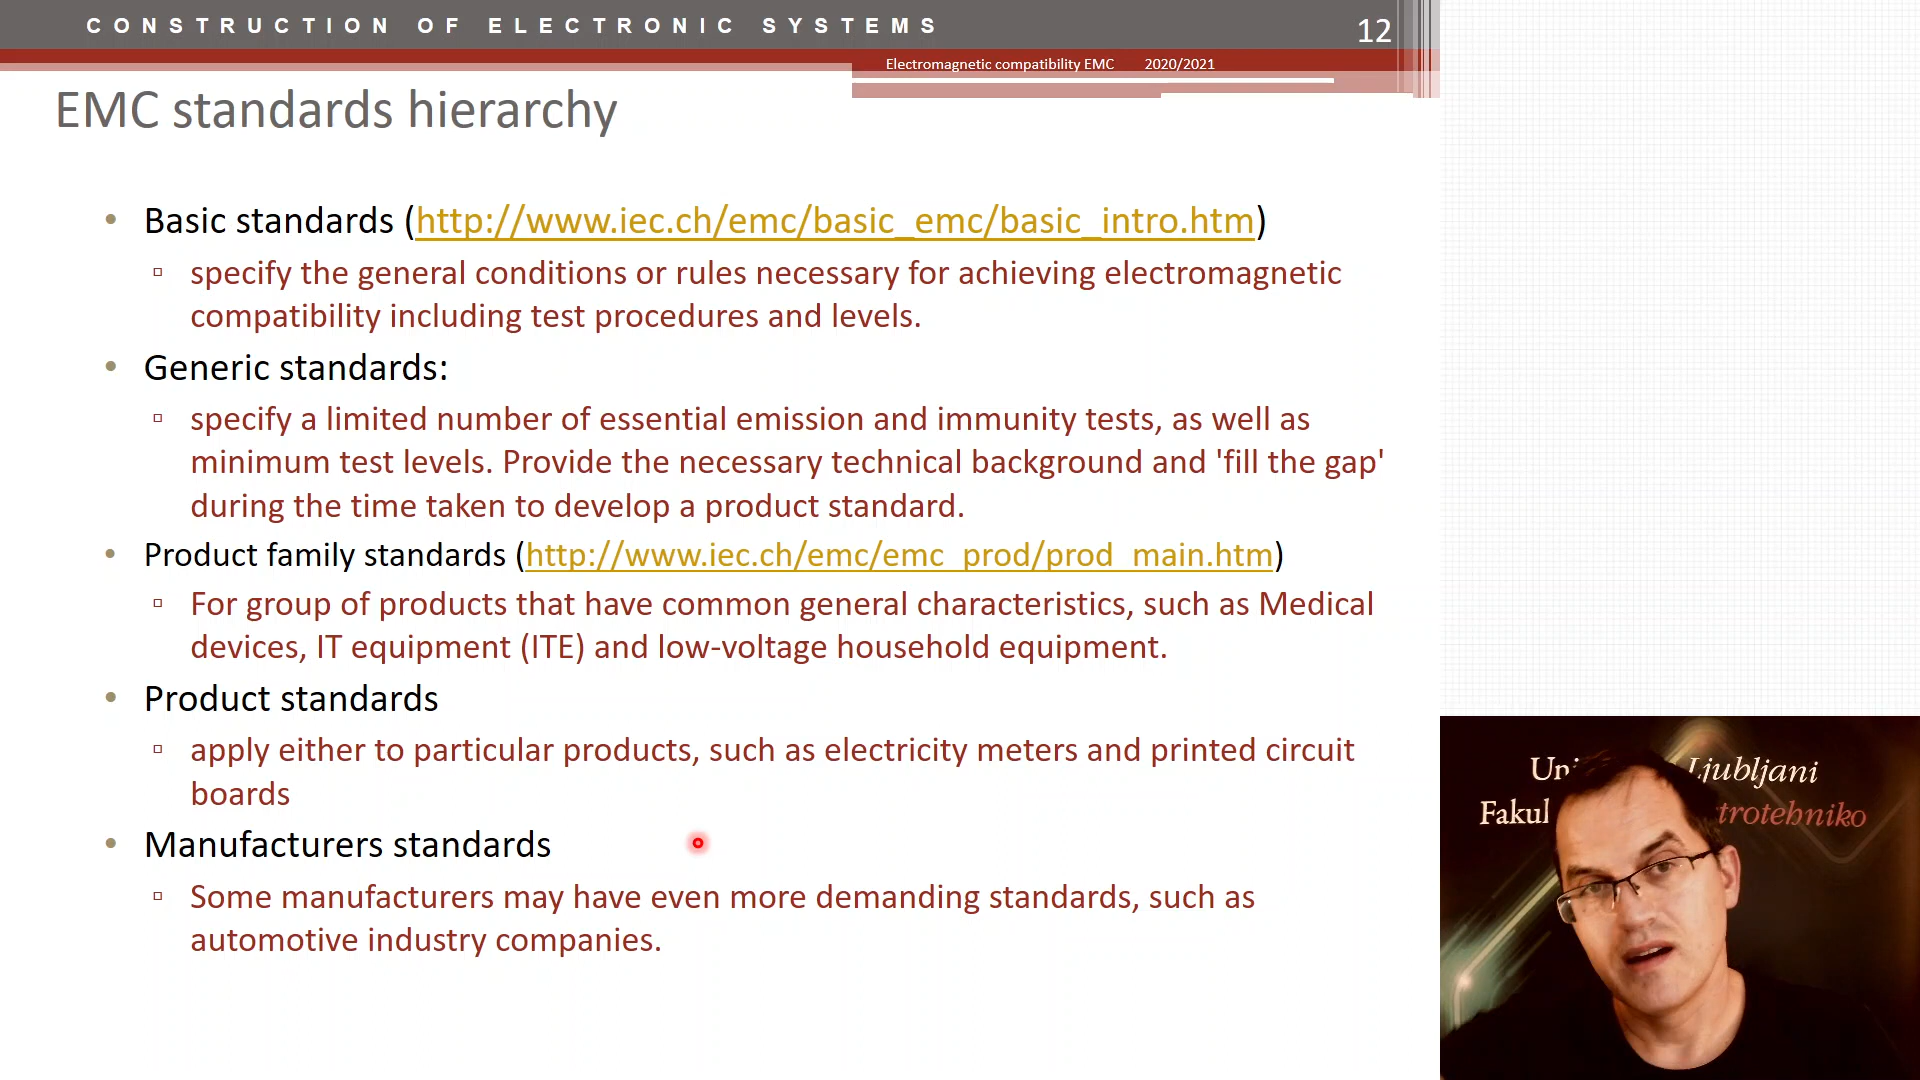 CONSTRUCTION OF ELECTRONIC SYSTEMS
12
Electromagnetic compatibility EMC 2020/2021
EMC standards hierarchy
• Basic standards (http://www.iec.ch/emc/basic_emc/basic_intro.htm)
▫ specify the general conditions or rules necessary for achieving electromagnetic
compatibility including test procedures and levels.
• Generic standards:
▫ specify a limited number of essential emission and immunity tests, as well as
minimum test levels. Provide the necessary technical background and 'fill the gap'
during the time taken to develop a product standard.
• Product family standards (http://www.iec.ch/emc/emc_prod/prod_main.htm)
▫ For group of products that have common general characteristics, such as Medical
devices, IT equipment (ITE) and low-voltage household equipment.
• Product standards
▫ apply either to particular products, such as electricity meters and printed circuit
boards
• Manufacturers standards
▫ Some manufacturers may have even more demanding standards, such as
automotive industry companies.
Ljubljani